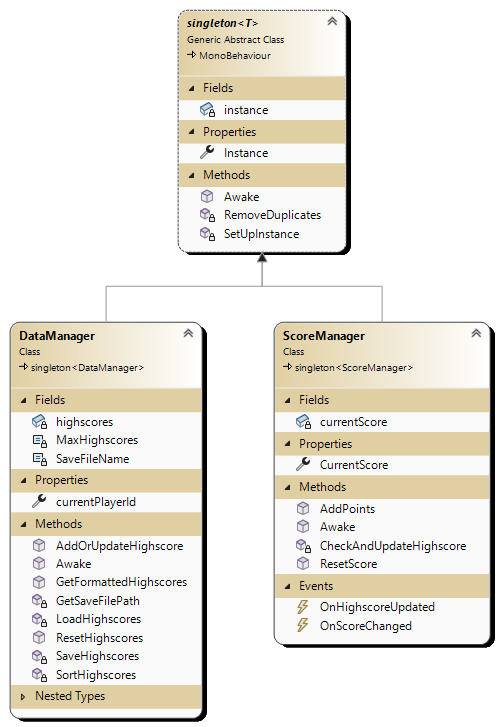 singleton<T>
Generic Abstract Class
MonoBehaviour
Fields
instance
Properties
Instance
Methods
Awake
RemoveDuplicates
SetUpInstance
DataManager
Class
singleton<DataManager>
Fields
highscores
MaxHighscores
SaveFileName
Properties
currentPlayerId
Methods
AddOrUpdateHighscore
Awake
GetFormattedHighscores
GetSaveFilePath
LoadHighscores
ResetHighscores
SaveHighscores
SortHighscores
Nested Types
ScoreManager
Class
singleton<ScoreManager>
Fields
currentScore
Properties
CurrentScore
Methods
AddPoints
Awake
CheckAndUpdateHighscore
ResetScore
Events
OnHighscoreUpdated
OnScoreChanged